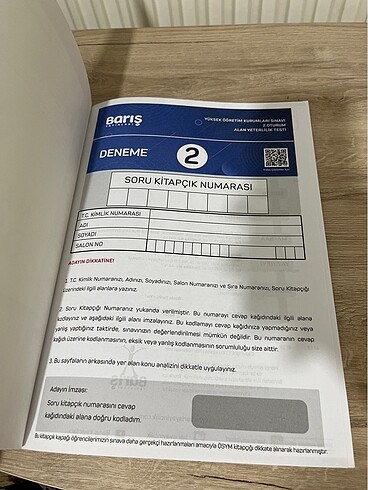 Barış
YAYINLARI
YÜKSEK ÖĞRETİM KURUMLARI SINAVI
2.OTURUM
ALAN YETERLİLİK TESTİ
DENEME 2
SORU KİTAPÇIK NUMARASI
T.C. KİMLİK NUMARASI
ADI
SOYADI
SALON NO
ADAYIN DİKKATİNE!
1. T.C. Kimlik Numaranızı, Adınızı, Soyadınızı, Salon Numaranızı ve Sıra Numaranızı, Soru Kitapçığı
üzerindeki ilgili alanlara yazınız.
2. Soru Kitapçığı Numaranız yukarıda verilmiştir. Bu numarayı cevap kağıdındaki ilgili alana
kodlayınız ve aşağıdaki ilgili alanı imzalayınız. Bu kodlamayı cevap kağıdınıza yapmadığınız veya
yanlış yaptığınız taktirde, sınavınızın değerlendirilmesi mümkün değildir. Bu numaranın cevap
kağıdı üzerine kodlanmasının, eksik veya yanlış kodlanmasının sorumluluğu size aittir.
3. Bu sayfaların arkasında yer alan konu analizini dikkatle uygulayınız.
Adayın İmzası:
Soru kitapçık numarasını cevap
kağıdındaki alana doğru kodladım.
Bu kitapçık kapağı öğrencilerimizin sınava daha gerçekçi hazırlanmaları amacıyla ÖSYM kitapçığı dikkate alınarak hazırlanmıştır.